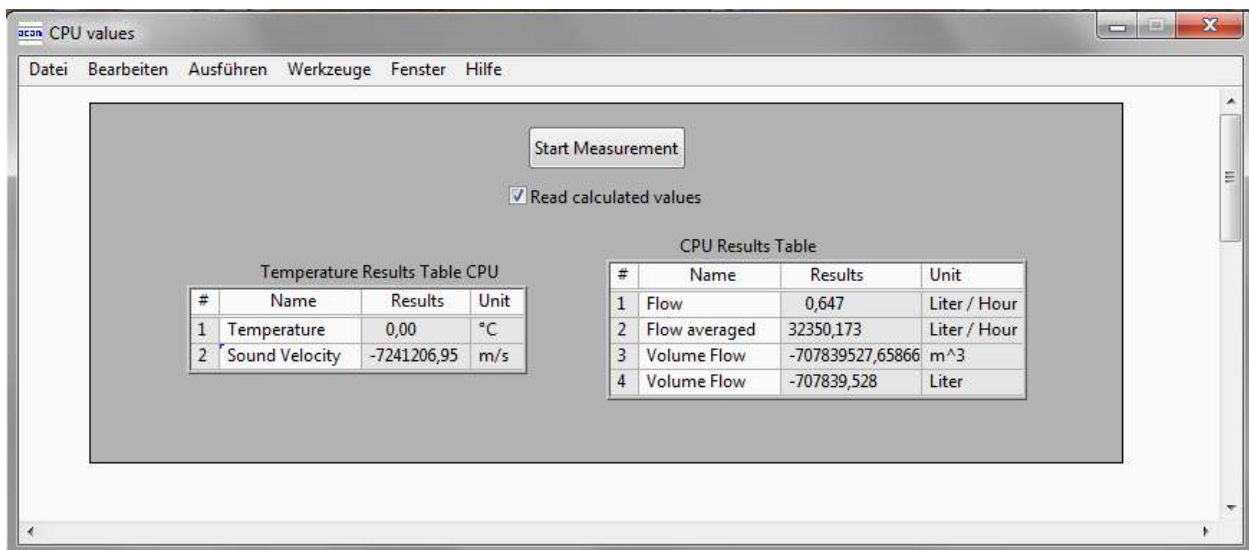 acan CPU values
Datei Bearbeiten Ausführen Werkzeuge Fenster Hilfe
Start Measurement
Read calculated values
Temperature Results Table CPU
# Name Results Unit
1 Temperature 0,00 °C
2 Sound Velocity -7241206,95 m/s
CPU Results Table
# Name Results Unit
1 Flow 0,647 Liter / Hour
2 Flow averaged 32350,173 Liter / Hour
3 Volume Flow -707839527,65866 m^3
4 Volume Flow -707839,528 Liter